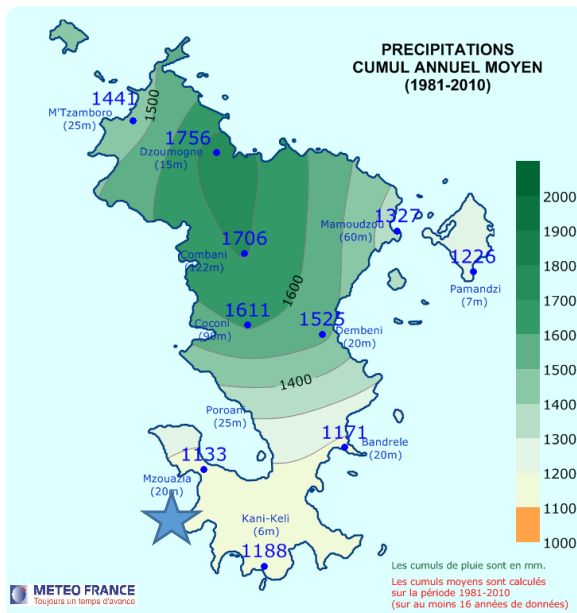 PRECIPITATIONS
CUMUL ANNUEL MOYEN
(1981-2010)
1441
M'Tzamboro
(25m)
1500
1756
Dzoumogne
(15m)
1327
Mamoudzou
(60m)
1226
Pamandzi
(7m)
1706
Combani
(122m)
1600
1611
Coconi
(90m)
1525
Dembeni
(20m)
1400
Poroani
(25m)
1171
Bandrele
(20m)
1133
Mzouazia
(20m)
Kani-Keli
(6m)
1188
2000
1900
1800
1700
1600
1500
1400
1300
1200
1100
1000
Les cumuls de pluie sont en mm.
Les cumuls moyens sont calculés
sur la période 1981-2010
(sur au moins 16 années de données)
METEO FRANCE
Toujours un temps d'avance